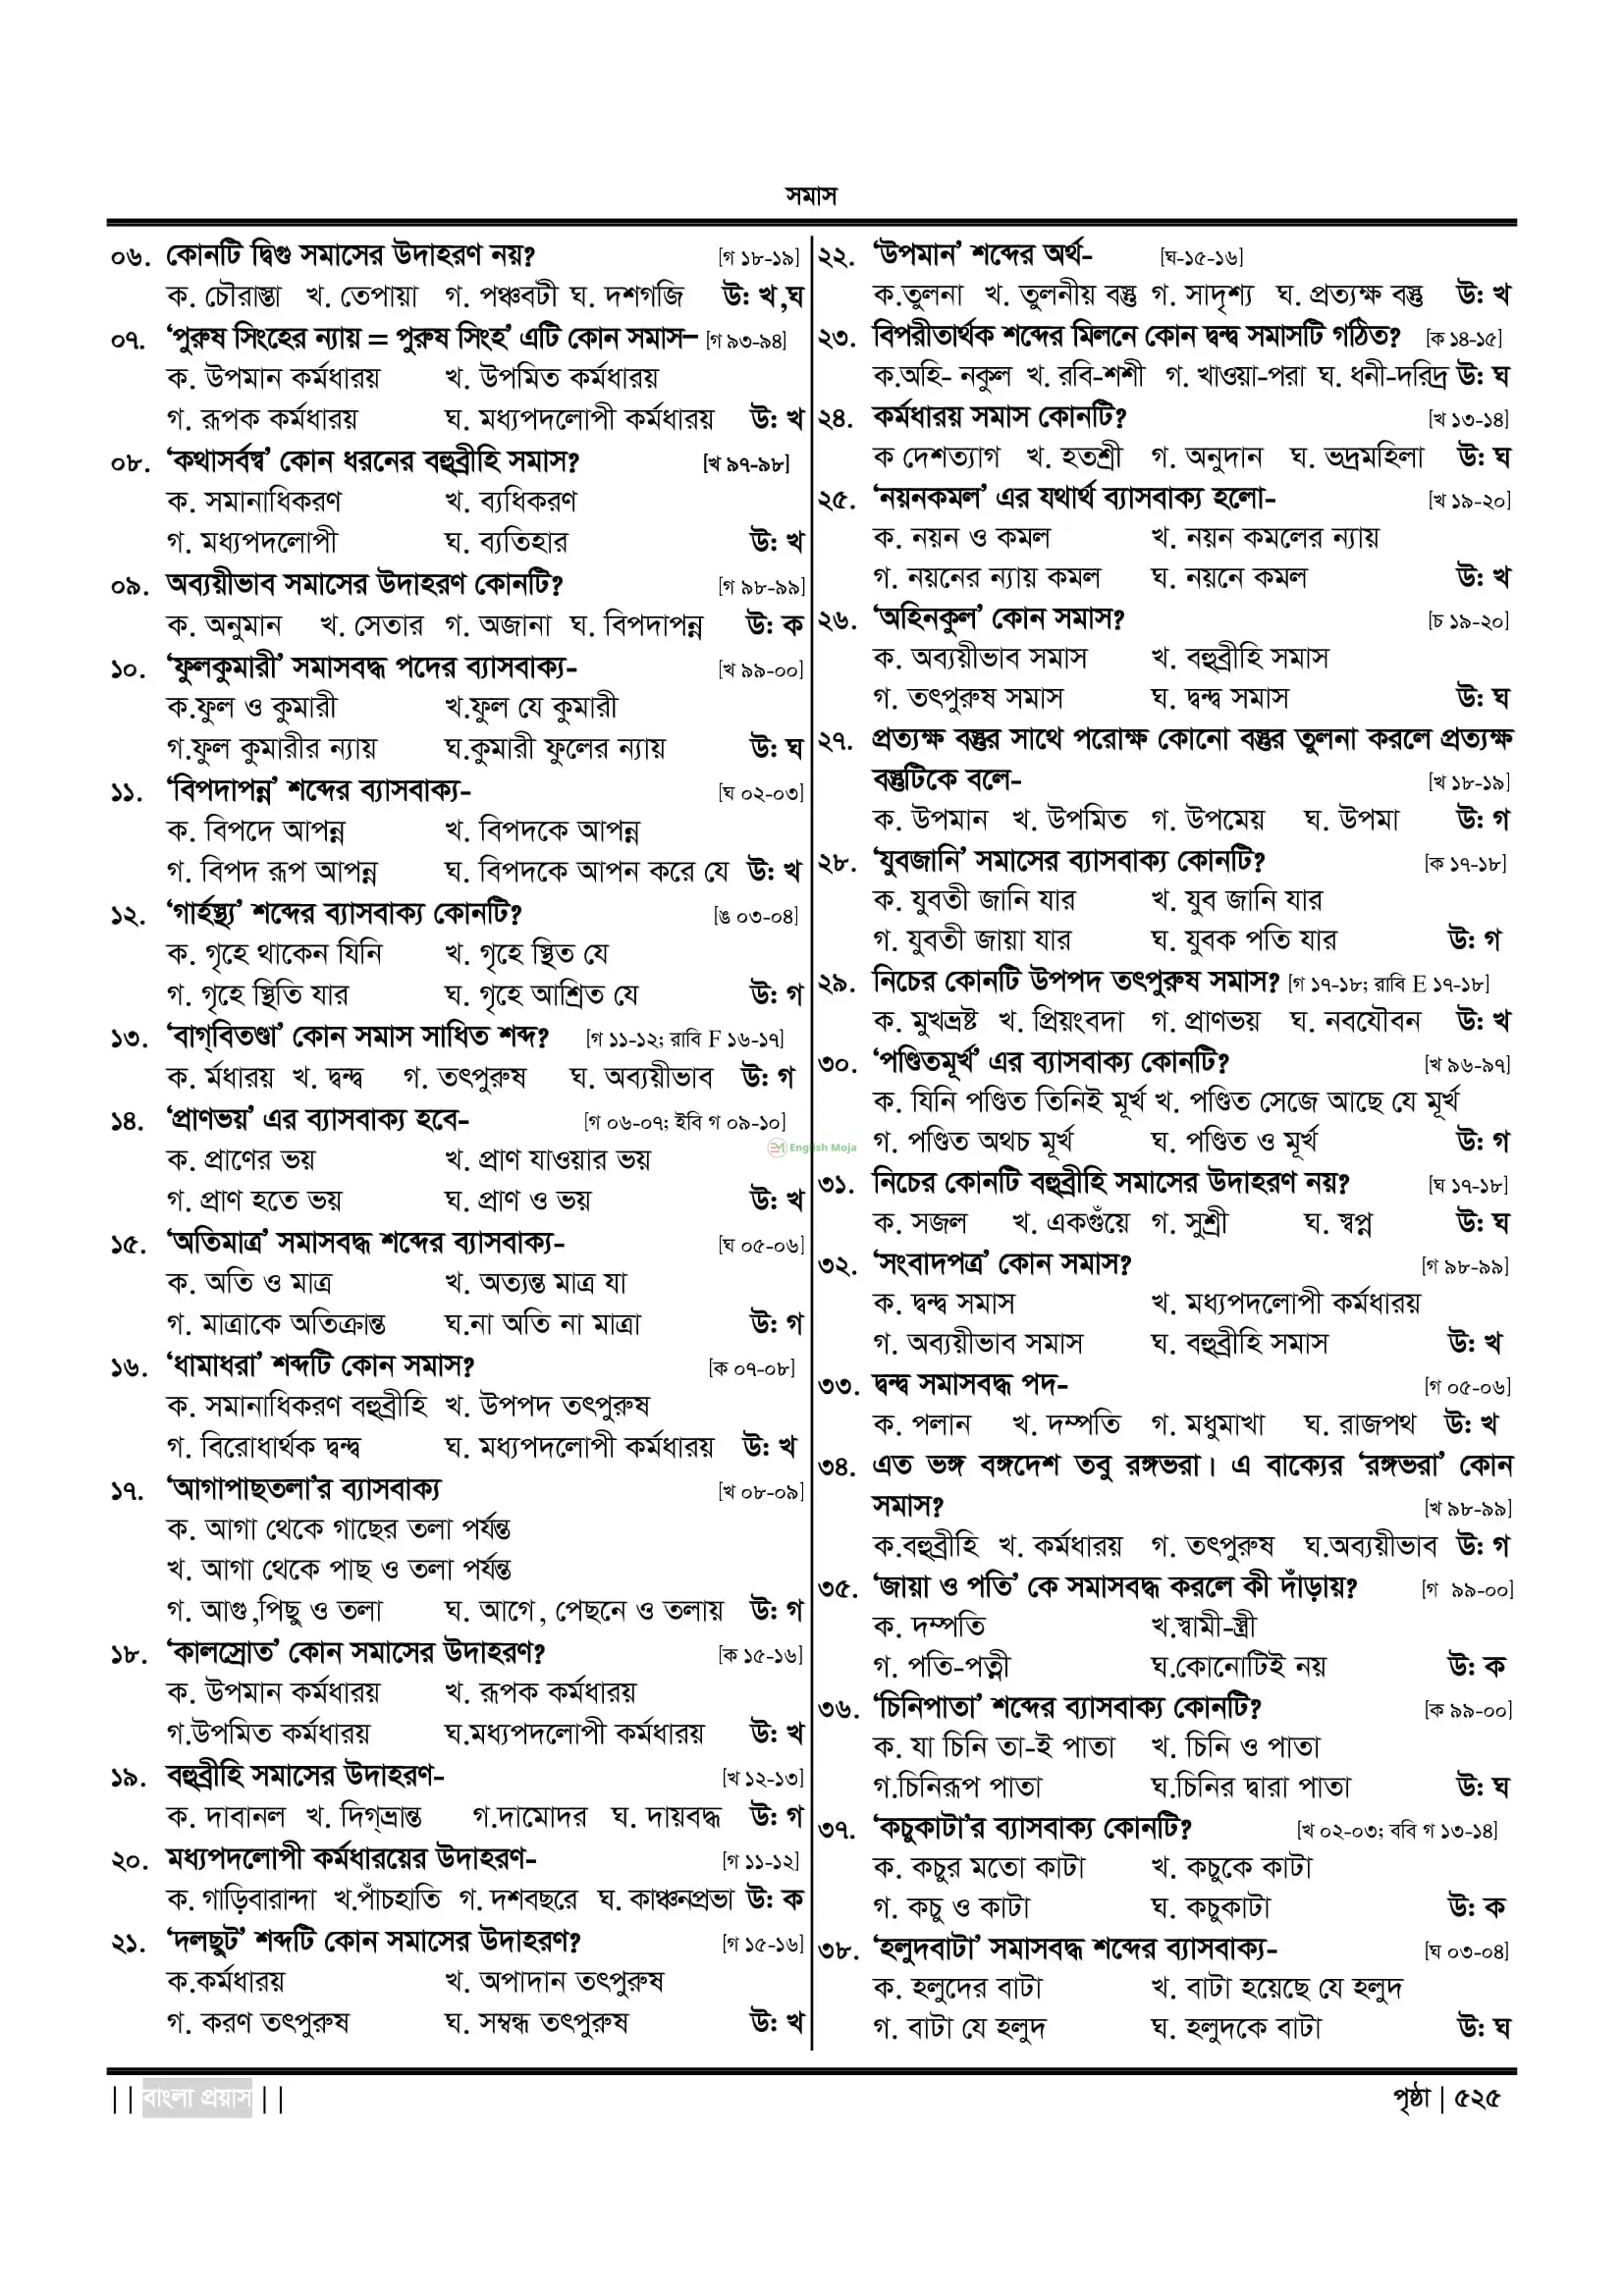 সমাস
০৬. কোনটি দ্বিগু সমাসের উদাহরণ নয়? [গ ১৮-১৯]
ক. চৌরাস্তা খ. তেপায়া গ. পঞ্চবটী ঘ. দশগজি উ: খ,ঘ
০৭. ‘পুরুষ সিংহের ন্যায় = পুরুষ সিংহ’ এটি কোন সমাস– [গ ৯৩-৯৪]
ক. উপমান কর্মধারয় খ. উপমিত কর্মধারয়
গ. রূপক কর্মধারয় ঘ. মধ্যপদলোপী কর্মধারয় উ: খ
০৮. ‘কথাসর্বস্ব’ কোন ধরনের বহুব্রীহি সমাস? [খ ৯৭-৯৮]
ক. সমানাধিকরণ খ. ব্যধিকরণ
গ. মধ্যপদলোপী ঘ. ব্যতিহার উ: খ
০৯. অব্যয়ীভাব সমাসের উদাহরণ কোনটি? [গ ৯৮-৯৯]
ক. অনুমান খ. সেতার গ. অজানা ঘ. বিপদাপন্ন উ: ক
১০. ‘ফুলকুমারী’ সমাসবদ্ধ পদের ব্যাসবাক্য- [খ ৯৯-০০]
ক.ফুল ও কুমারী খ.ফুল যে কুমারী
গ.ফুল কুমারীর ন্যায় ঘ.কুমারী ফুলের ন্যায় উ: ঘ
১১. ‘বিপদাপন্ন’ শব্দের ব্যাসবাক্য- [ঘ ০২-০৩]
ক. বিপদে আপন্ন খ. বিপদকে আপন্ন
গ. বিপদ রূপ আপন্ন ঘ. বিপদকে আপন করে যে উ: খ
১২. ‘গার্হস্থ্য’ শব্দের ব্যাসবাক্য কোনটি? [ঙ ০৩-০৪]
ক. গৃহে থাকেন যিনি খ. গৃহে স্থিত যে
গ. গৃহে স্থিতি যার ঘ. গৃহে আশ্রিত যে উ: গ
১৩. ‘বাগ্‌বিতণ্ডা’ কোন সমাস সাধিত শব্দ? [গ ১১-১২; রাবি F ১৬-১৭]
ক. র্মধারয় খ. দ্বন্দ্ব গ. তৎপুরুষ ঘ. অব্যয়ীভাব উ: গ
১৪. ‘প্রাণভয়’ এর ব্যাসবাক্য হবে- [গ ০৬-০৭; ইবি গ ০৯-১০]
ক. প্রাণের ভয় খ. প্রাণ যাওয়ার ভয়
গ. প্রাণ হতে ভয় ঘ. প্রাণ ও ভয় উ: খ
১৫. ‘অতিমাত্র’ সমাসবদ্ধ শব্দের ব্যাসবাক্য- [ঘ ০৫-০৬]
ক. অতি ও মাত্র খ. অত্যন্ত মাত্র যা
গ. মাত্রাকে অতিক্রান্ত ঘ.না অতি না মাত্রা উ: গ
১৬. ‘ধামাধরা’ শব্দটি কোন সমাস? [ক ০৭-০৮]
ক. সমানাধিকরণ বহুব্রীহি খ. উপপদ তৎপুরুষ
গ. বিরোধার্থক দ্বন্দ্ব ঘ. মধ্যপদলোপী কর্মধারয় উ: খ
১৭. ‘আগাপাছতলা’র ব্যাসবাক্য [খ ০৮-০৯]
ক. আগা থেকে গাছের তলা পর্যন্ত
খ. আগা থেকে পাছ ও তলা পর্যন্ত
গ. আগু,পিছু ও তলা ঘ. আগে, পেছনে ও তলায় উ: গ
১৮. ‘কালস্রোত’ কোন সমাসের উদাহরণ? [ক ১৫-১৬]
ক. উপমান কর্মধারয় খ. রূপক কর্মধারয়
গ.উপমিত কর্মধারয় ঘ.মধ্যপদলোপী কর্মধারয় উ: খ
১৯. বহুব্রীহি সমাসের উদাহরণ- [খ ১২-১৩]
ক. দাবানল খ. দিগ্‌ভ্রান্ত গ.দামোদর ঘ. দায়বদ্ধ উ: গ
২০. মধ্যপদলোপী কর্মধারয়ের উদাহরণ- [গ ১১-১২]
ক. গাড়িবারান্দা খ.পাঁচহাতি গ. দশবছরে ঘ. কাঞ্চনপ্রভা উ: ক
২১. ‘দলছুট’ শব্দটি কোন সমাসের উদাহরণ? [গ ১৫-১৬]
ক.কর্মধারয় খ. অপাদান তৎপুরুষ
গ. করণ তৎপুরুষ ঘ. সম্বন্ধ তৎপুরুষ উ: খ
২২. ‘উপমান’ শব্দের অর্থ- [ঘ-১৫-১৬]
ক.তুলনা খ. তুলনীয় বস্তু গ. সাদৃশ্য ঘ. প্রত্যক্ষ বস্তু উ: খ
২৩. বিপরীতার্থক শব্দের মিলনে কোন দ্বন্দ্ব সমাসটি গঠিত? [ক ১৪-১৫]
ক.অহি- নকুল খ. রবি-শশী গ. খাওয়া-পরা ঘ. ধনী-দরিদ্র উ: ঘ
২৪. কর্মধারয় সমাস কোনটি? [খ ১৩-১৪]
ক দেশত্যাগ খ. হতশ্রী গ. অনুদান ঘ. ভদ্রমহিলা উ: ঘ
২৫. ‘নয়নকমল’ এর যথার্থ ব্যাসবাক্য হলো- [খ ১৯-২০]
ক. নয়ন ও কমল খ. নয়ন কমলের ন্যায়
গ. নয়নের ন্যায় কমল ঘ. নয়নে কমল উ: খ
২৬. ‘অহিনকুল’ কোন সমাস? [চ ১৯-২০]
ক. অব্যয়ীভাব সমাস খ. বহুব্রীহি সমাস
গ. তৎপুরুষ সমাস ঘ. দ্বন্দ্ব সমাস উ: ঘ
২৭. প্রত্যক্ষ বস্তুর সাথে পরোক্ষ কোনো বস্তুর তুলনা করলে প্রত্যক্ষ
বস্তুটিকে বলে- [খ ১৮-১৯]
ক. উপমান খ. উপমিত গ. উপমেয় ঘ. উপমা উ: গ
২৮. ‘যুবজানি’ সমাসের ব্যাসবাক্য কোনটি? [ক ১৭-১৮]
ক. যুবতী জানি যার খ. যুব জানি যার
গ. যুবতী জায়া যার ঘ. যুবক পতি যার উ: গ
২৯. নিচের কোনটি উপপদ তৎপুরুষ সমাস? [গ ১৭-১৮; রাবি E ১৭-১৮]
ক. মুখভ্রষ্ট খ. প্রিয়ংবদা গ. প্রাণভয় ঘ. নবযৌবন উ: খ
৩০. ‘পণ্ডিতমূর্খ’ এর ব্যাসবাক্য কোনটি? [খ ৯৬-৯৭]
ক. যিনি পণ্ডিত তিনিই মূর্খ খ. পণ্ডিত সেজে আছে যে মূর্খ
গ. পণ্ডিত অথচ মূর্খ ঘ. পণ্ডিত ও মূর্খ উ: গ
৩১. নিচের কোনটি বহুব্রীহি সমাসের উদাহরণ নয়? [ঘ ১৭-১৮]
ক. সজল খ. একগুঁয়ে গ. সুশ্রী ঘ. স্বপ্ন উ: ঘ
৩২. ‘সংবাদপত্র’ কোন সমাস? [গ ৯৮-৯৯]
ক. দ্বন্দ্ব সমাস খ. মধ্যপদলোপী কর্মধারয়
গ. অব্যয়ীভাব সমাস ঘ. বহুব্রীহি সমাস উ: খ
৩৩. দ্বন্দ্ব সমাসবদ্ধ পদ- [গ ০৫-০৬]
ক. পলান খ. দম্পতি গ. মধুমাখা ঘ. রাজপথ উ: খ
৩৪. এত ভঙ্গ বঙ্গদেশ তবু রঙ্গভরা। এ বাক্যের ‘রঙ্গভরা’ কোন
সমাস? [খ ৯৮-৯৯]
ক.বহুব্রীহি খ. কর্মধারয় গ. তৎপুরুষ ঘ.অব্যয়ীভাব উ: গ
৩৫. ‘জায়া ও পতি’ কে সমাসবদ্ধ করলে কী দাঁড়ায়? [গ ৯৯-০০]
ক. দম্পতি খ.স্বামী-স্ত্রী
গ. পতি-পত্নী ঘ.কোনোটিই নয় উ: ক
৩৬. ‘চিনিপাতা’ শব্দের ব্যাসবাক্য কোনটি? [ক ৯৯-০০]
ক. যা চিনি তা-ই পাতা খ. চিনি ও পাতা
গ.চিনিরূপ পাতা ঘ.চিনির দ্বারা পাতা উ: ঘ
৩৭. ‘কচুকাটা’র ব্যাসবাক্য কোনটি? [খ ০২-০৩; ববি গ ১৩-১৪]
ক. কচুর মতো কাটা খ. কচুকে কাটা
গ. কচু ও কাটা ঘ. কচুকাটা উ: ক
৩৮. ‘হলুদবাটা’ সমাসবদ্ধ শব্দের ব্যাসবাক্য- [ঘ ০৩-০৪]
ক. হলুদের বাটা খ. বাটা হয়েছে যে হলুদ
গ. বাটা যে হলুদ ঘ. হলুদকে বাটা উ: ঘ
English Moja
|| বাংলা প্রয়াস || পৃষ্ঠা | ৫২৫